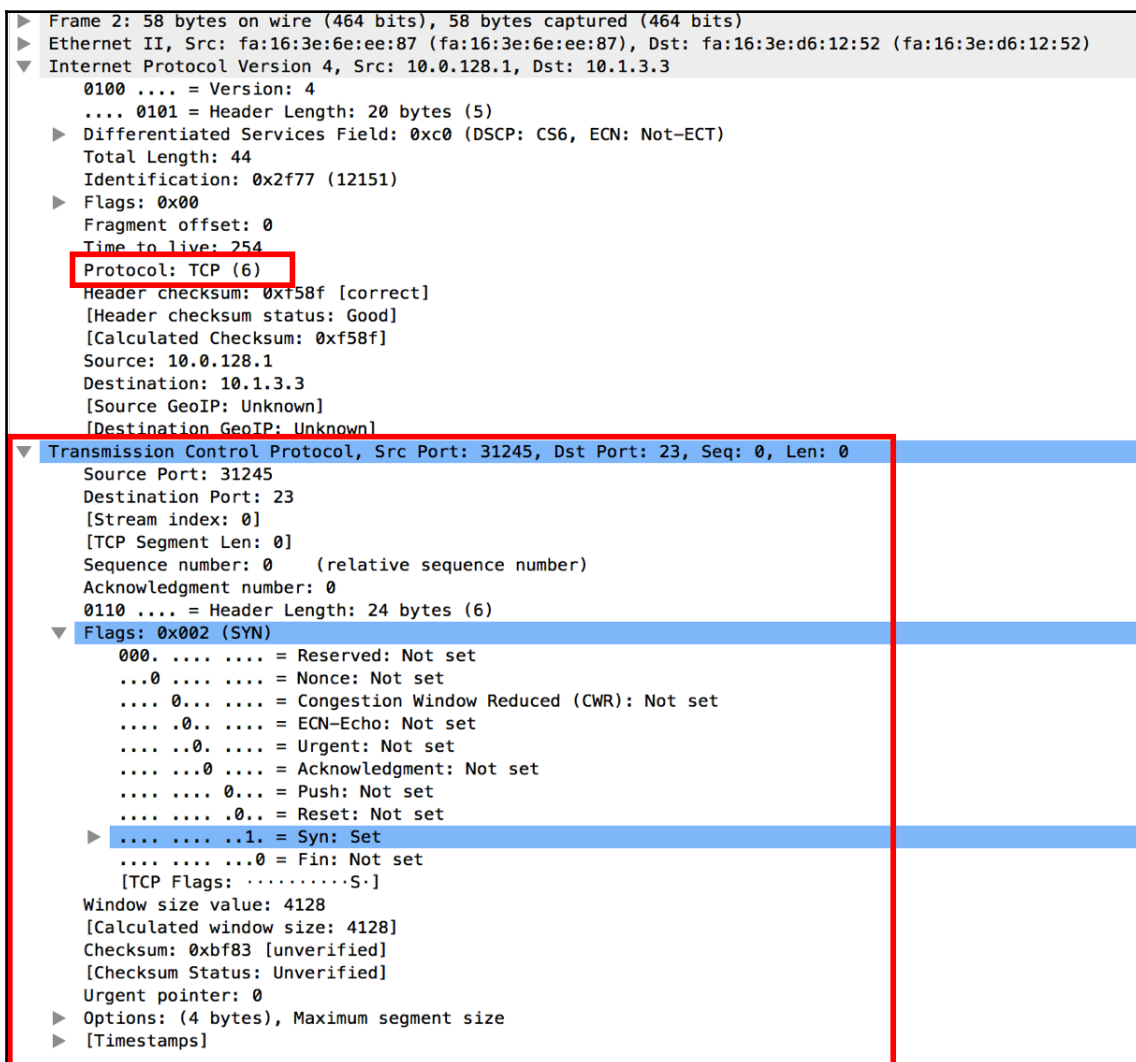 Frame 2: 58 bytes on wire (464 bits), 58 bytes captured (464 bits)
Ethernet II, Src: fa:16:3e:6e:ee:87 (fa:16:3e:6e:ee:87), Dst: fa:16:3e:d6:12:52 (fa:16:3e:d6:12:52)
Internet Protocol Version 4, Src: 10.0.128.1, Dst: 10.1.3.3
0100 .... = Version: 4
.... 0101 = Header Length: 20 bytes (5)
Differentiated Services Field: 0xc0 (DSCP: CS6, ECN: Not-ECT)
Total Length: 44
Identification: 0x2f77 (12151)
Flags: 0x00
Fragment offset: 0
Time to live: 254
Protocol: TCP (6)
Header checksum: 0xf58f [correct]
[Header checksum status: Good]
[Calculated Checksum: 0xf58f]
Source: 10.0.128.1
Destination: 10.1.3.3
[Source GeoIP: Unknown]
[Destination GeoIP: Unknown]
Transmission Control Protocol, Src Port: 31245, Dst Port: 23, Seq: 0, Len: 0
Source Port: 31245
Destination Port: 23
[Stream index: 0]
[TCP Segment Len: 0]
Sequence number: 0    (relative sequence number)
Acknowledgment number: 0
0110 .... = Header Length: 24 bytes (6)
Flags: 0x002 (SYN)
000. .... .... = Reserved: Not set
...0 .... .... = Nonce: Not set
.... 0... .... = Congestion Window Reduced (CWR): Not set
.... .0.. .... = ECN-Echo: Not set
.... ..0. .... = Urgent: Not set
.... ...0 .... = Acknowledgment: Not set
.... .... 0... = Push: Not set
.... .... .0.. = Reset: Not set
.... .... ..1. = Syn: Set
.... .... ...0 = Fin: Not set
[TCP Flags: ··········S·]
Window size value: 4128
[Calculated window size: 4128]
Checksum: 0xbf83 [unverified]
[Checksum Status: Unverified]
Urgent pointer: 0
Options: (4 bytes), Maximum segment size
[Timestamps]